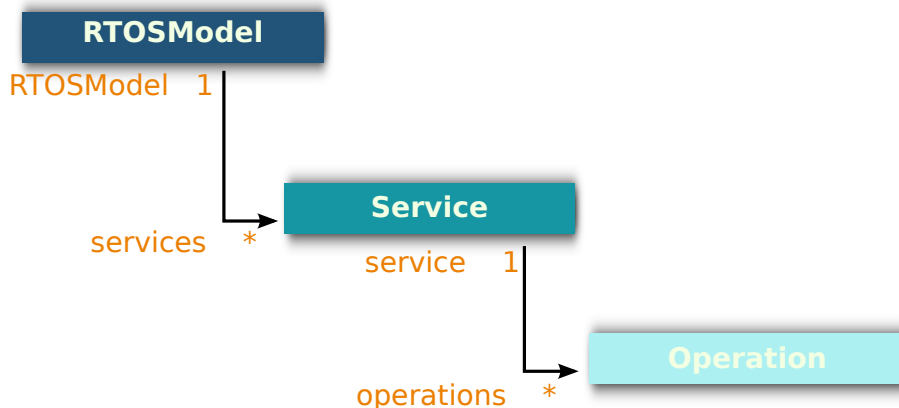 RTOSModel
RTOSModel 1
Service
services *
service 1
Operation
operations *